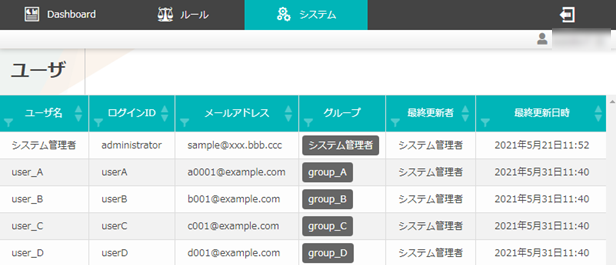 Dashboard ルール システム
ユーザ
ユーザ名 ログインID メールアドレス グループ 最終更新者 最終更新日時
システム管理者 administrator sample@xxx.bbb.ccc システム管理者 システム管理者 2021年5月21日11:52
user_A userA a0001@example.com group_A システム管理者 2021年5月31日11:40
user_B userB b001@example.com group_B システム管理者 2021年5月31日11:40
user_C userC c001@example.com group_C システム管理者 2021年5月31日11:40
user_D userD d001@example.com group_D システム管理者 2021年5月31日11:40